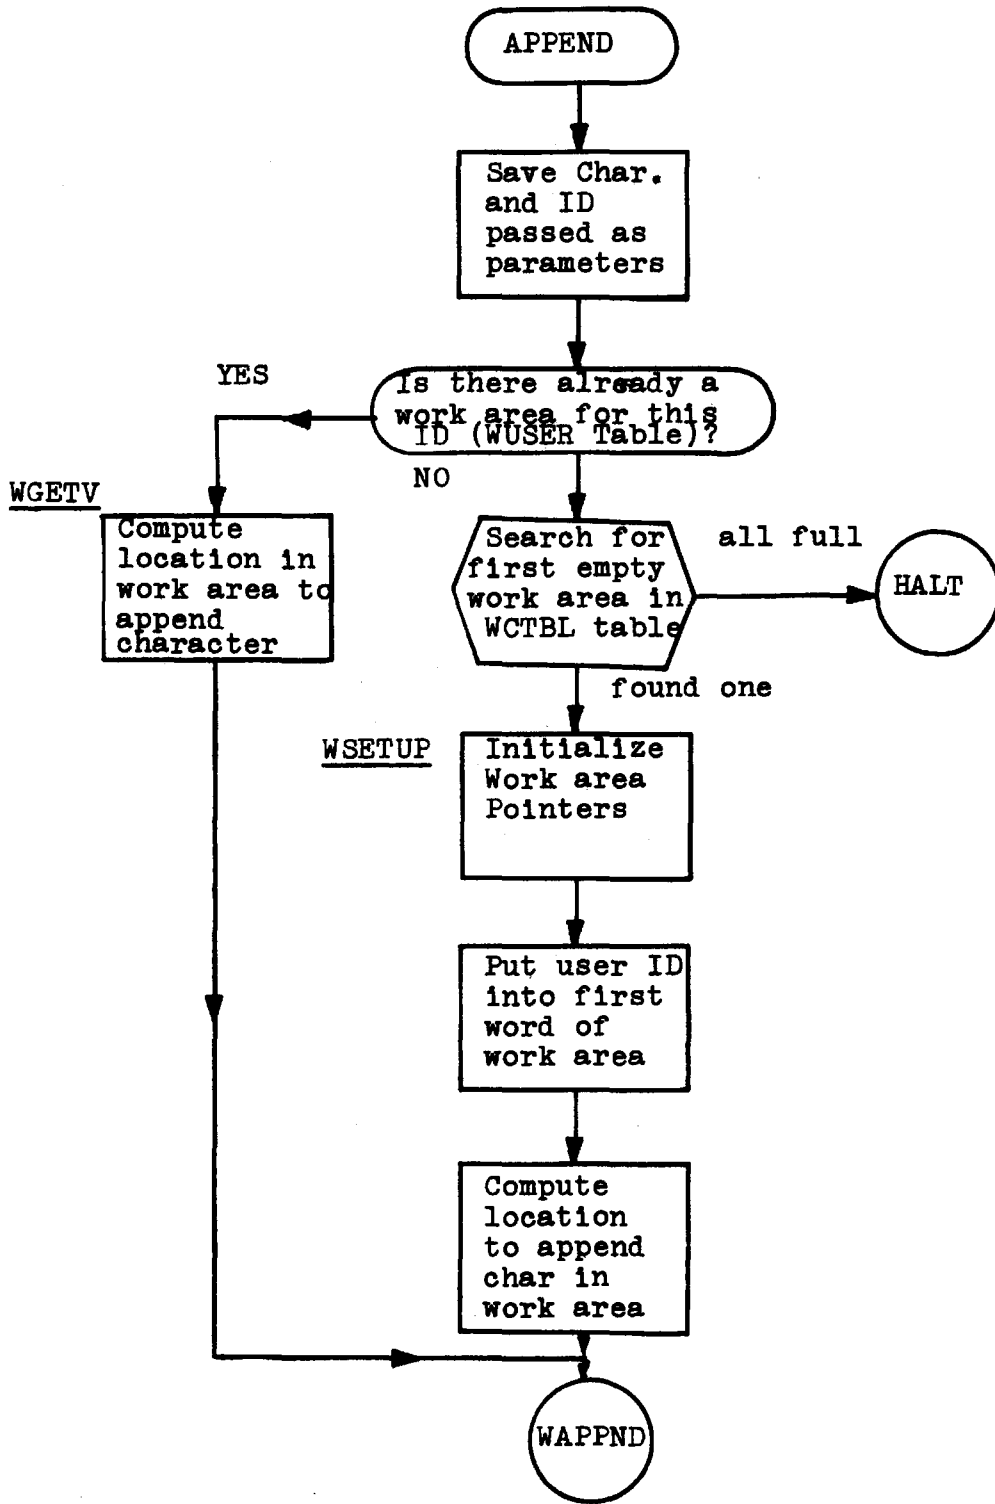 APPEND
Save Char.
and ID
passed as
parameters
YES
Is there already a
work area for this
ID (WUSER Table)?
NO
WGETV
Compute
location in
work area to
append
character
Search for
first empty
work area in
WCTBL table
all full
HALT
found one
WSETUP
Initialize
Work area
Pointers
Put user ID
into first
word of
work area
Compute
location
to append
char in
work area
WAPPND